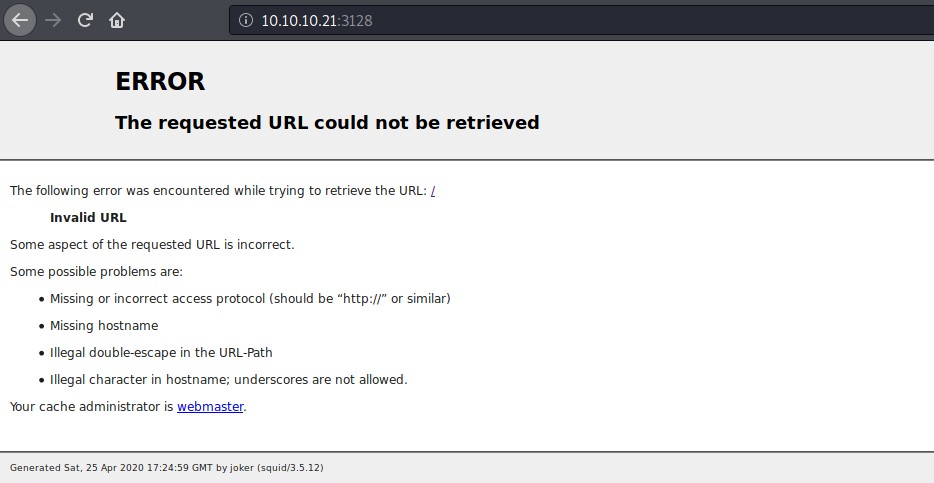 10.10.10.21:3128
ERROR
The requested URL could not be retrieved
The following error was encountered while trying to retrieve the URL: /
Invalid URL
Some aspect of the requested URL is incorrect.
Some possible problems are:
• Missing or incorrect access protocol (should be “http://” or similar)
• Missing hostname
• Illegal double-escape in the URL-Path
• Illegal character in hostname; underscores are not allowed.
Your cache administrator is webmaster.
Generated Sat, 25 Apr 2020 17:24:59 GMT by joker (squid/3.5.12)